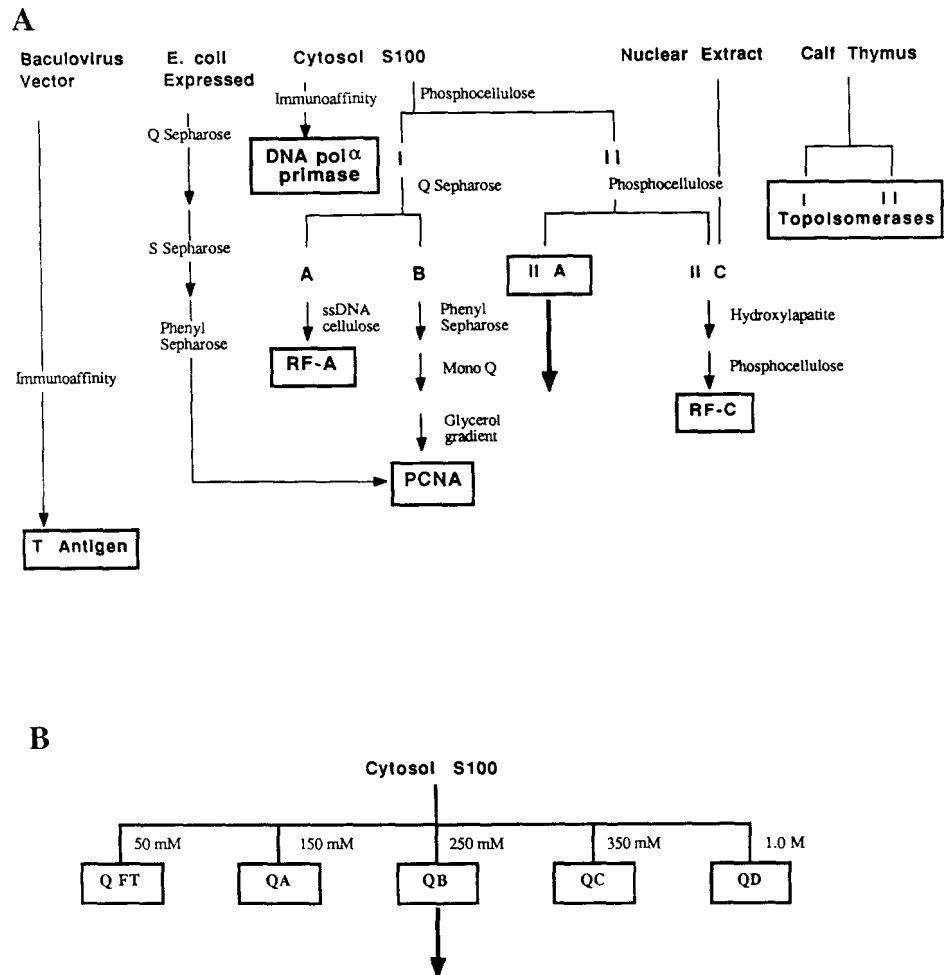 A
Baculovirus
Vector
E. coil
Expressed
Cytosol S100
Nuclear Extract
Calf Thymus
Immunoaffinity
Phosphocellulose
Q Sepharose
DNA pol α
primase
I
II
Q Sepharose
Phosphocellulose
I II
Topoisomerases
S Sepharose
A
B
II A
II C
Phenyl
Sepharose
ssDNA
cellulose
Phenyl
Sepharose
Hydroxylapatite
RF-A
Mono Q
Phosphocellulose
Immunoaffinity
RF-C
Glycerol
gradient
PCNA
T Antigen
B
Cytosol S100
50 mM
150 mM
250 mM
350 mM
1.0 M
Q FT
QA
QB
QC
QD